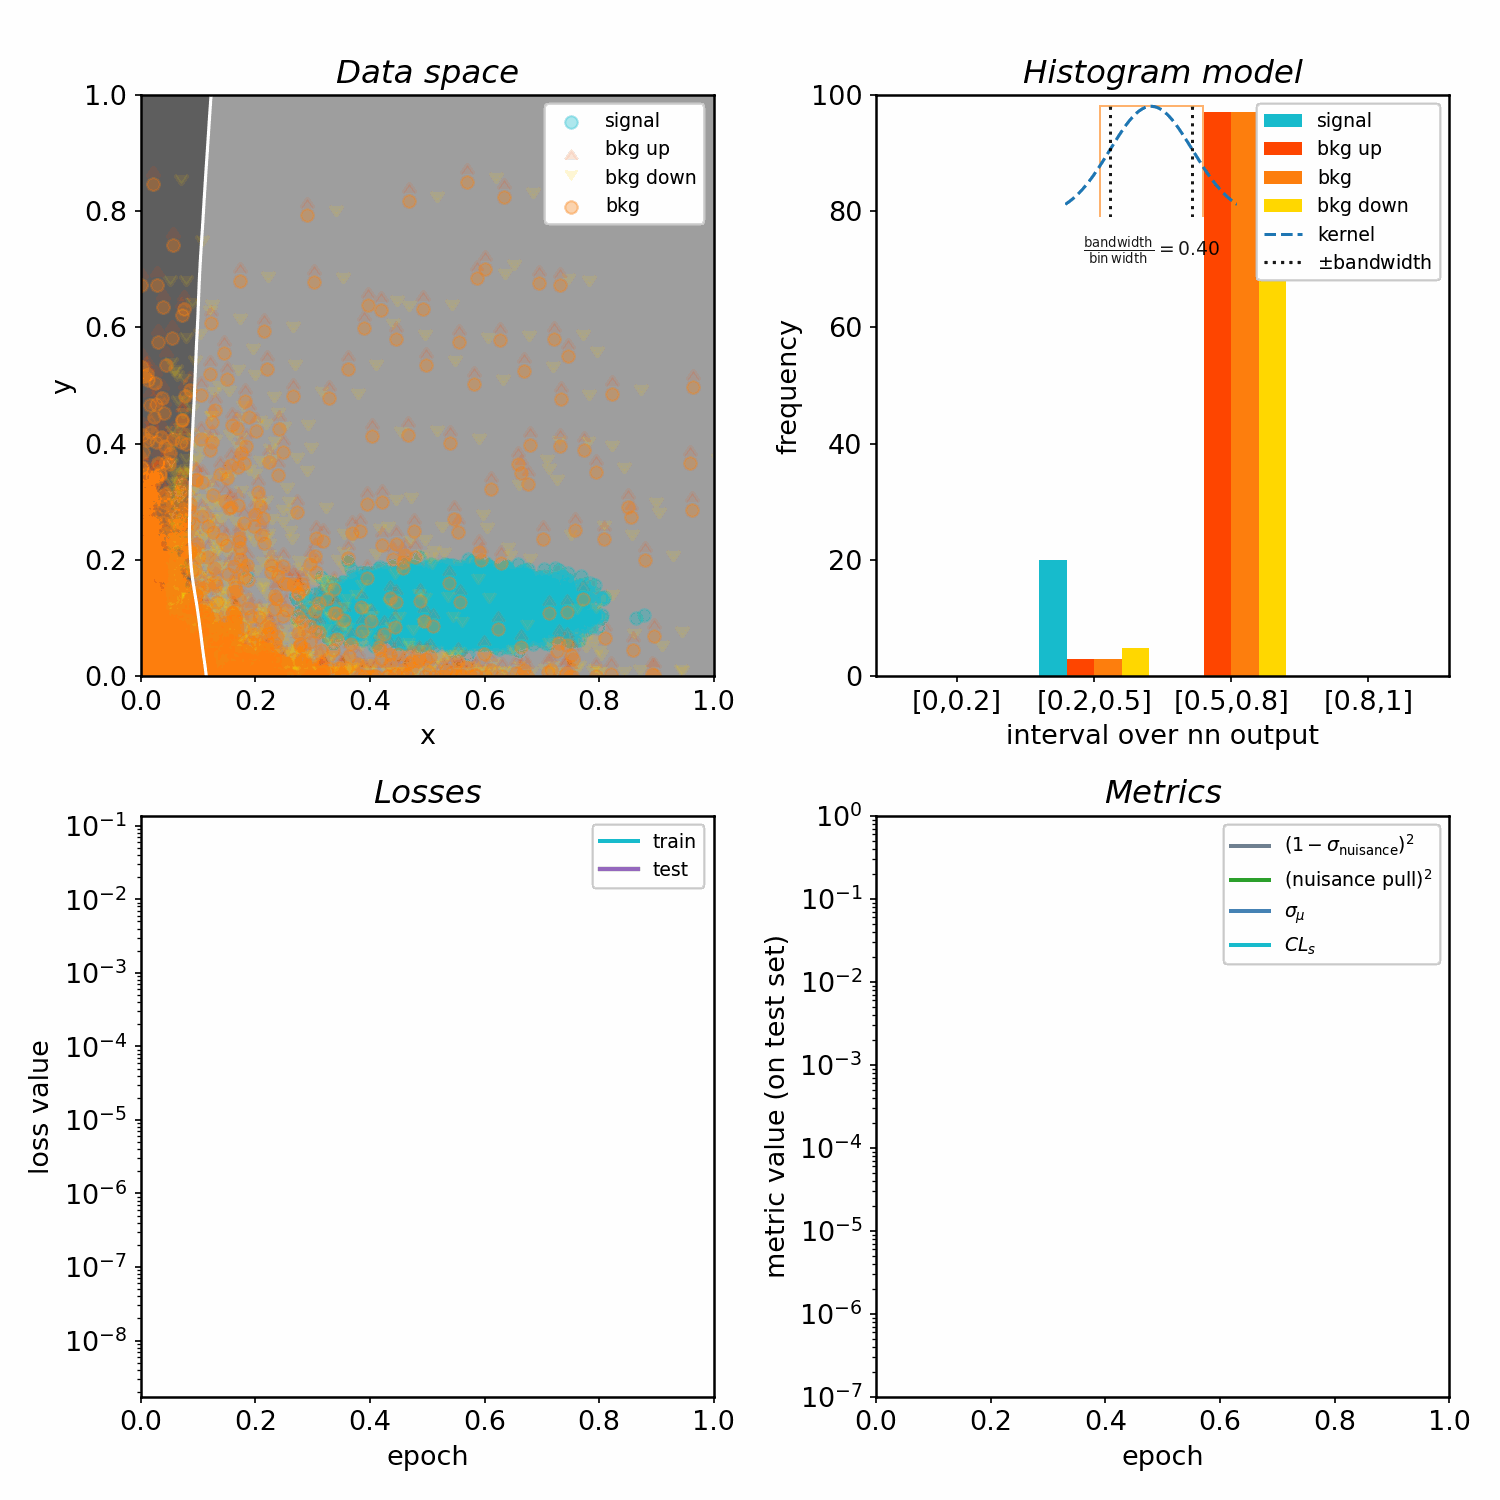 Data space
1.0
0.8
0.6
0.4
0.2
0.0
y
signal
bkg up
bkg down
bkg
0.0 0.2 0.4 0.6 0.8 1.0
x
Histogram model
100
80
60
40
20
0
frequency
signal
bkg up
bkg
bkg down
kernel
±bandwidth
bandwidth/bin width = 0.40
[0,0.2] [0.2,0.5] [0.5,0.8] [0.8,1]
interval over nn output
Losses
10⁻¹
10⁻²
10⁻³
10⁻⁴
10⁻⁵
10⁻⁶
10⁻⁷
10⁻⁸
loss value
train
test
0.0 0.2 0.4 0.6 0.8 1.0
epoch
Metrics
10⁰
10⁻¹
10⁻²
10⁻³
10⁻⁴
10⁻⁵
10⁻⁶
10⁻⁷
metric value (on test set)
(1 − σ_nuisance)²
(nuisance pull)²
σ_μ
CL_s
0.0 0.2 0.4 0.6 0.8 1.0
epoch